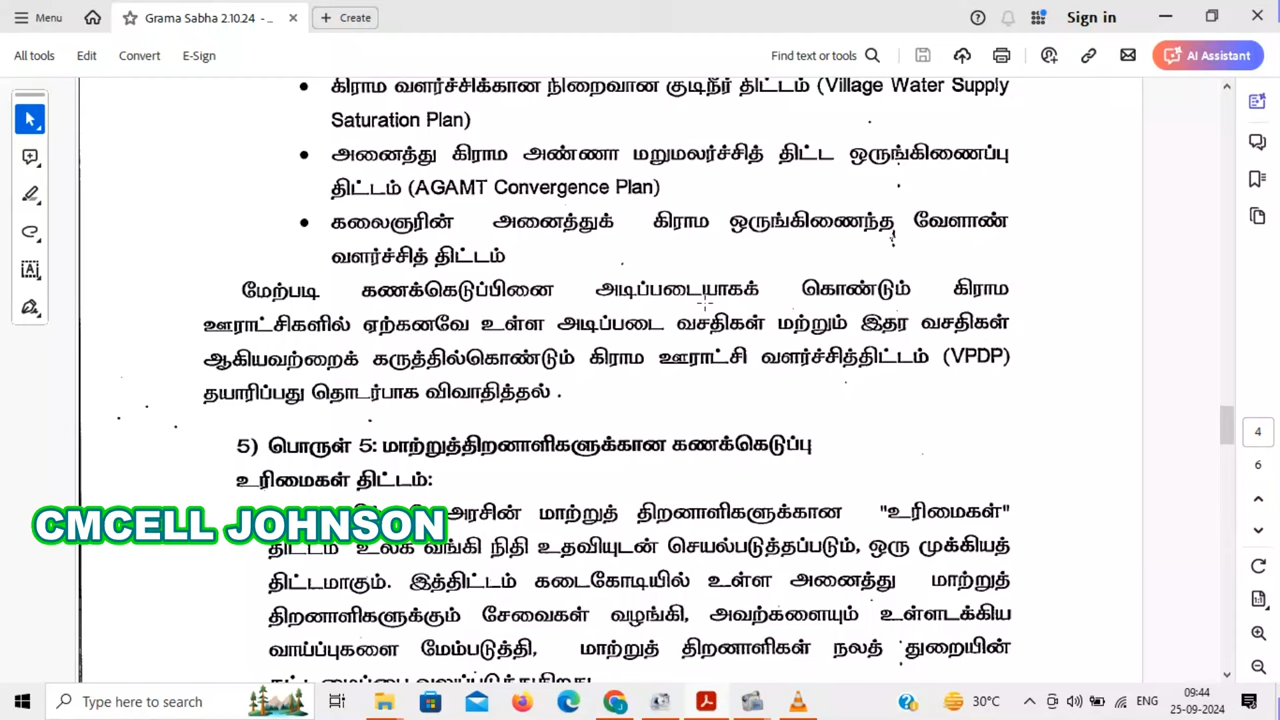 Menu
Grama Sabha 2.10.24 - ...
Create
Sign in
All tools
Edit
Convert
E-Sign
Find text or tools
AI Assistant
கிராம வளர்ச்சிக்கான நிறைவான குடிநீர் திட்டம் (Village Water Supply
Saturation Plan)
அனைத்து கிராம அண்ணா மறுமலர்ச்சித் திட்ட ஒருங்கிணைப்பு
திட்டம் (AGAMT Convergence Plan)
கலைஞரின் அனைத்துக் கிராம ஒருங்கிணைந்த வேளாண்
வளர்ச்சித் திட்டம்
மேற்படி கணக்கெடுப்பினை அடிப்படையாகக் கொண்டும் கிராம
ஊராட்சிகளில் ஏற்கனவே உள்ள அடிப்படை வசதிகள் மற்றும் இதர வசதிகள்
ஆகியவற்றைக் கருத்தில்கொண்டும் கிராம ஊராட்சி வளர்ச்சித்திட்டம் (VPDP)
தயாரிப்பது தொடர்பாக விவாதித்தல் .
5) பொருள் 5: மாற்றுத்திறனாளிகளுக்கான கணக்கெடுப்பு
உரிமைகள் திட்டம்:
அரசின் மாற்றுத் திறனாளிகளுக்கான "உரிமைகள்"
CMCELL JOHNSON
திட்டம் உலக வங்கி நிதி உதவியுடன் செயல்படுத்தப்படும், ஒரு முக்கியத்
திட்டமாகும். இத்திட்டம் கடைகோடியில் உள்ள அனைத்து மாற்றுத்
திறனாளிகளுக்கும் சேவைகள் வழங்கி, அவற்களையும் உள்ளடக்கிய
வாய்ப்புகளை மேம்படுத்தி, மாற்றுத் திறனாளிகள் நலத் துறையின்
4
6
Type here to search
30°C
ENG
09:44
25-09-2024